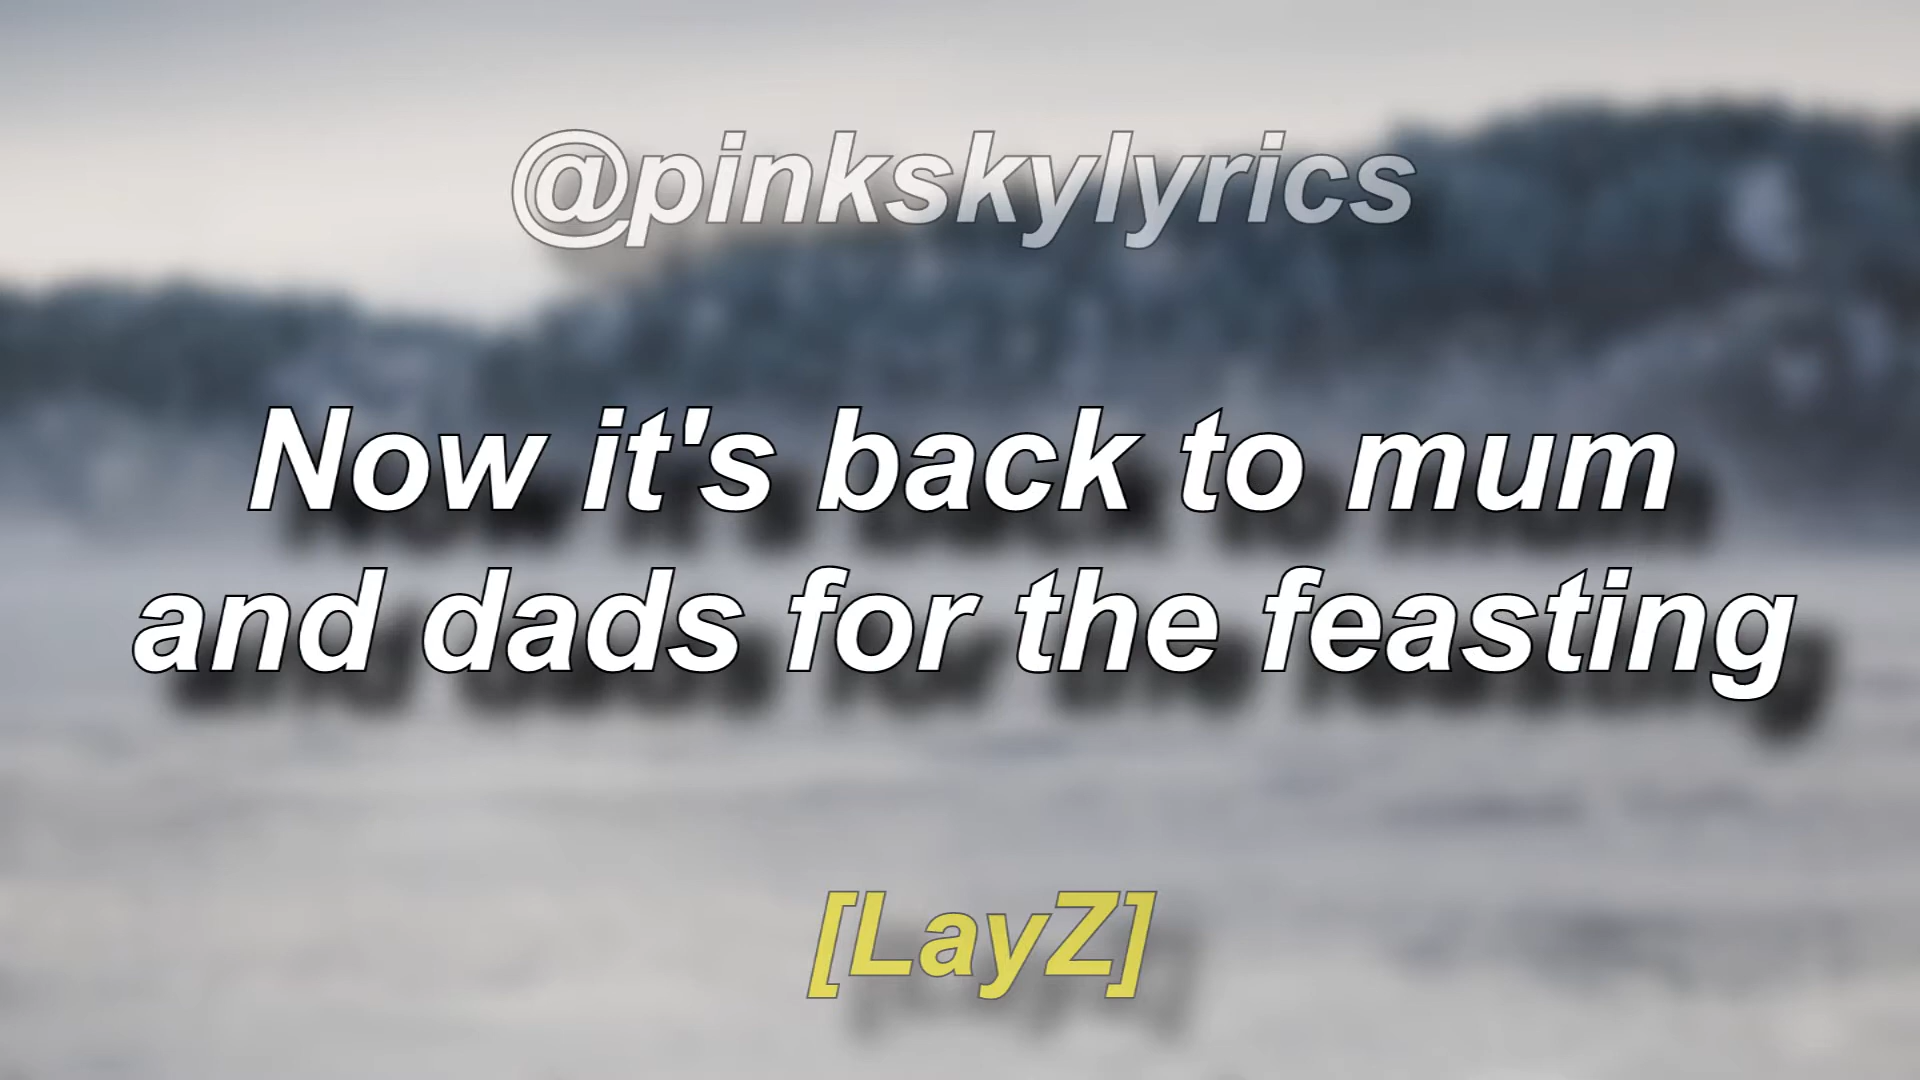 @pinkskylyrics
Now it's back to mum
and dads for the feasting
[LayZ]